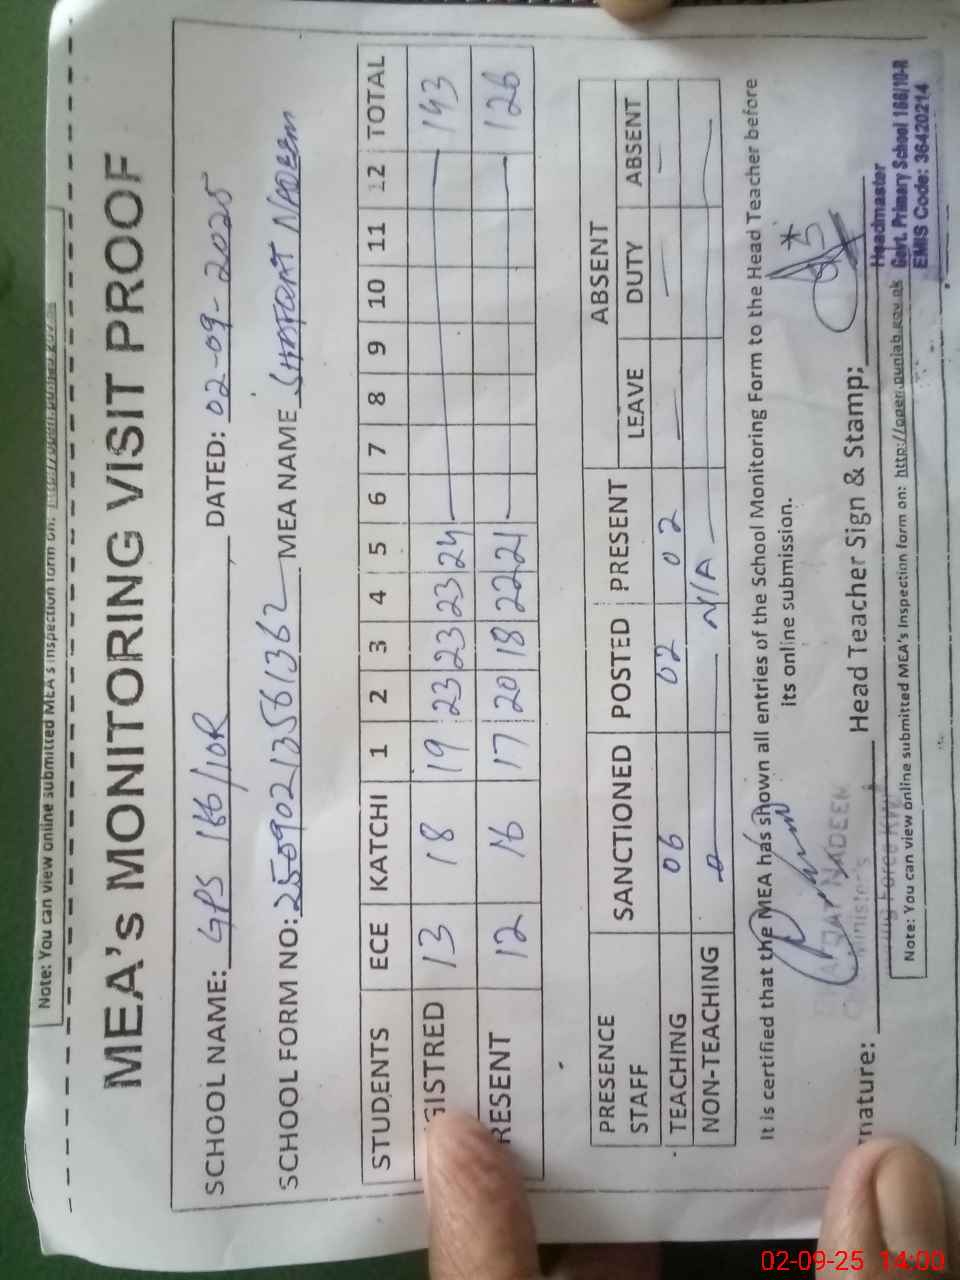 Note: You can view online submitted MEA's Inspection form on:
MEA's MONITORING VISIT PROOF
SCHOOL NAME: GPS 166/10R DATED: 02-09-2025
SCHOOL FORM NO: 25090213561362 MEA NAME SHAFQAT NADEEM
STUDENTS ECE KATCHI 1 2 3 4 5 6 7 8 9 10 11 12 TOTAL
GISTRED 13 18 19 23 23 23 24 143
RESENT 12 16 17 20 18 22 21 126
PRESENCE STAFF SANCTIONED POSTED PRESENT ABSENT
LEAVE DUTY ABSENT
TEACHING 06 02 02 — — —
NON-TEACHING 0 N/A
It is certified that the MEA has shown all entries of the School Monitoring Form to the Head Teacher before
its online submission.
SHAFQAT NADEEM
nature: Head Teacher Sign & Stamp:
Headmaster
Govt. Primary School 166/10-R
EMIS Code: 36420214
Note: You can view online submitted MEA's Inspection form on: http://open.punjab.gov.pk
02-09-25 14:00